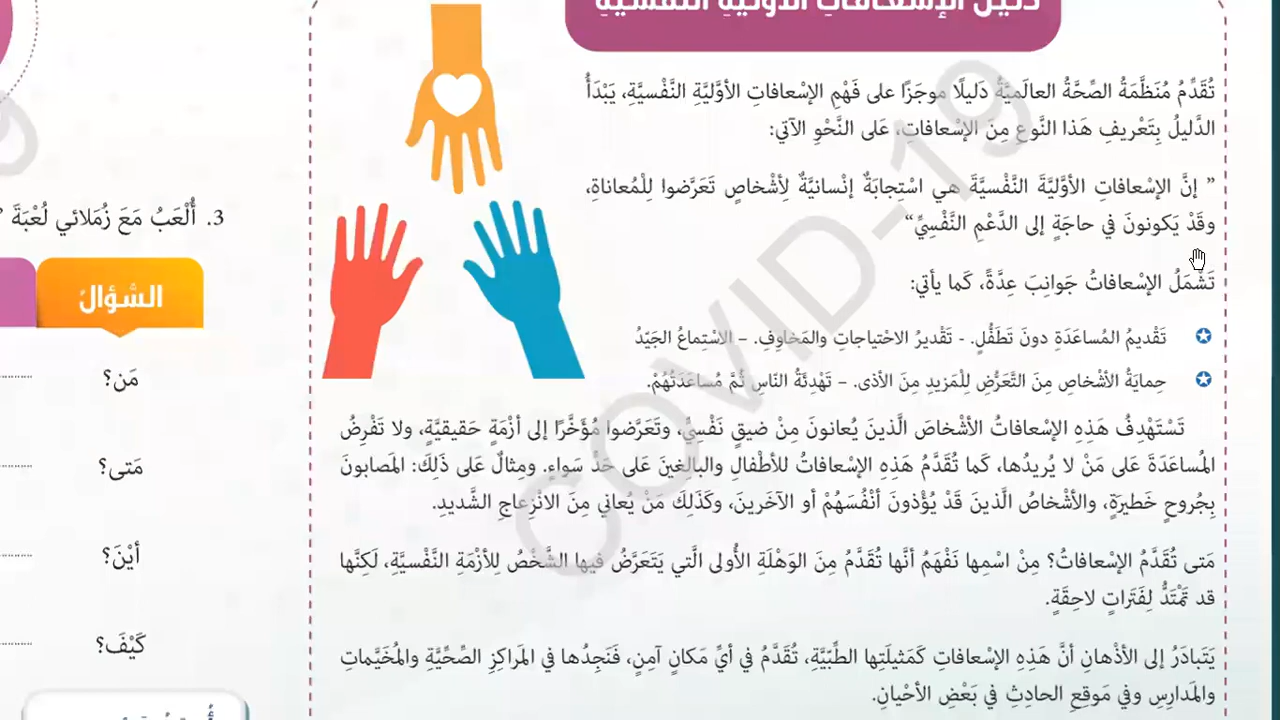 دَليلُ الإسْعافاتِ الأوَّليَّةِ النَّفْسيَّةِ
تُقَدِّمُ مُنَظَّمَةُ الصِّحَّةُ العالَميَّةُ دَليلًا موجَزًا على فَهْمِ الإسْعافاتِ الأوَّليَّةِ النَّفْسيَّةِ، يَبْدَأُ
الدَّليلُ بِتَعْريفِ هَذا النَّوعِ مِنَ الإسْعافاتِ، عَلى النَّحْوِ الآتي:
” إنَّ الإسْعافاتِ الأوَّليَّةَ النَّفْسيَّةَ هي اسْتِجابَةٌ إنْسانيَّةٌ لِأشْخاصٍ تَعَرَّضوا لِلْمُعاناةِ،
وقَدْ يَكونونَ في حاجَةٍ إلى الدَّعْمِ النَّفْسِيِّ“
تَشْمَلُ الإسْعافاتُ جَوانِبَ عِدَّةً، كَما يأتي:
تَقْديمُ المُساعَدَةِ دونَ تَطَفُّلٍ. - تَقْديرُ الاحْتياجاتِ والمَخاوِفِ. – الاسْتِماعُ الجَيّدُ
حِمايَةُ الأشْخاصِ مِنَ التَّعَرُّضِ لِلْمَزيدِ مِنَ الأذى. – تَهْدِئَةُ النّاسِ ثُمَّ مُساعَدَتُهُمْ.
تَسْتَهْدِفُ هَذِهِ الإسْعافاتُ الأشْخاصَ الَّذينَ يُعانونَ مِنْ ضيقٍ نَفْسِيٍّ، وتَعَرَّضوا مُؤَخَّرًا إلى أزْمَةٍ حَقيقيَّةٍ، ولا تَفْرِضُ
المُساعَدَةَ عَلى مَنْ لا يُريدُها، كَما تُقَدَّمُ هَذِهِ الإسْعافاتُ للأطْفالِ والبالِغينَ عَلى حَدٍّ سَواءٍ. ومِثالٌ عَلى ذَلِكَ: المَصابونَ
بِجُروحٍ خَطيرَةٍ، والأشْخاصُ الَّذينَ قَدْ يُؤْذونَ أنْفُسَهُمْ أو الآخَرينَ، وكَذَلِكَ مَنْ يُعاني مِنَ الانْزِعاجِ الشَّديدِ.
مَتى تُقَدَّمُ الإسْعافاتُ؟ مِنْ اسْمِها نَفْهَمُ أنَّها تُقَدَّمُ مِنَ الوَهْلَةِ الأُولى الَّتي يَتَعَرَّضُ فيها الشَّخْصُ لِلأزْمَةِ النَّفْسيَّةِ، لَكِنَّها
قد تَمْتَدُّ لِفَتَراتٍ لاحِقَةٍ.
يَتَبادَرُ إلى الأذْهانِ أنَّ هَذِهِ الإسْعافاتِ كَمَثيلَتِها الطِّبّيَّةِ، تُقَدَّمُ في أيِّ مَكانٍ آمِنٍ، فَنَجِدُها في المَراكِزِ الصِّحّيَّةِ والمُخَيَّماتِ
والمَدارِسِ وفي مَوقِعِ الحادِثِ في بَعْضِ الأحْيانِ.
COVID-19
3. أُلْعَبُ مَعَ زُمَلائي لُعْبَةَ ”
السُّؤالُ
مَن؟
مَتى؟
أيْنَ؟
كَيْفَ؟